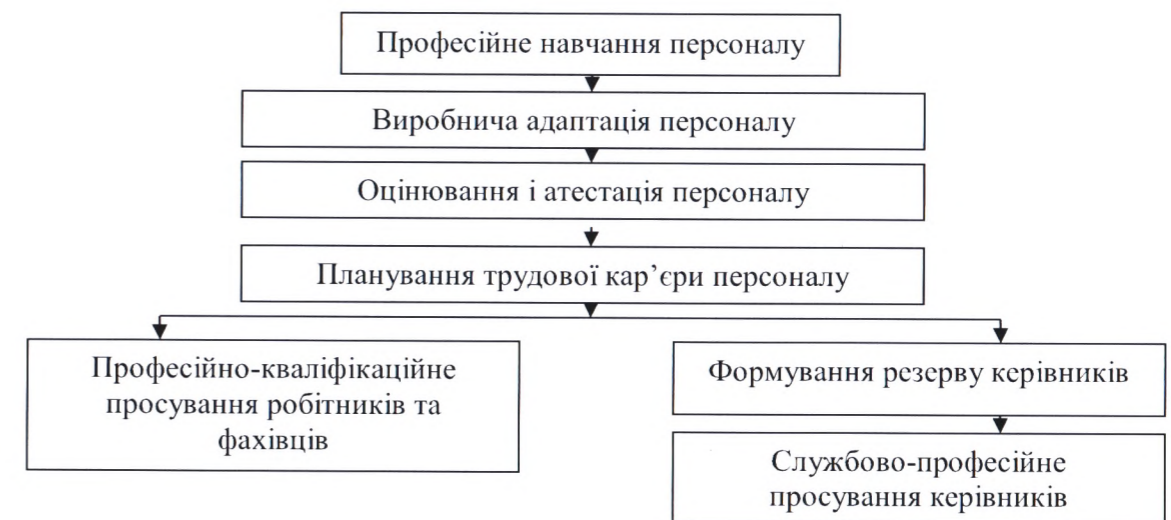 Професійне навчання персоналу
Виробнича адаптація персоналу
Оцінювання і атестація персоналу
Планування трудової кар’єри персоналу
Професійно-кваліфікаційне
просування робітників та
фахівців
Формування резерву керівників
Службово-професійне
просування керівників